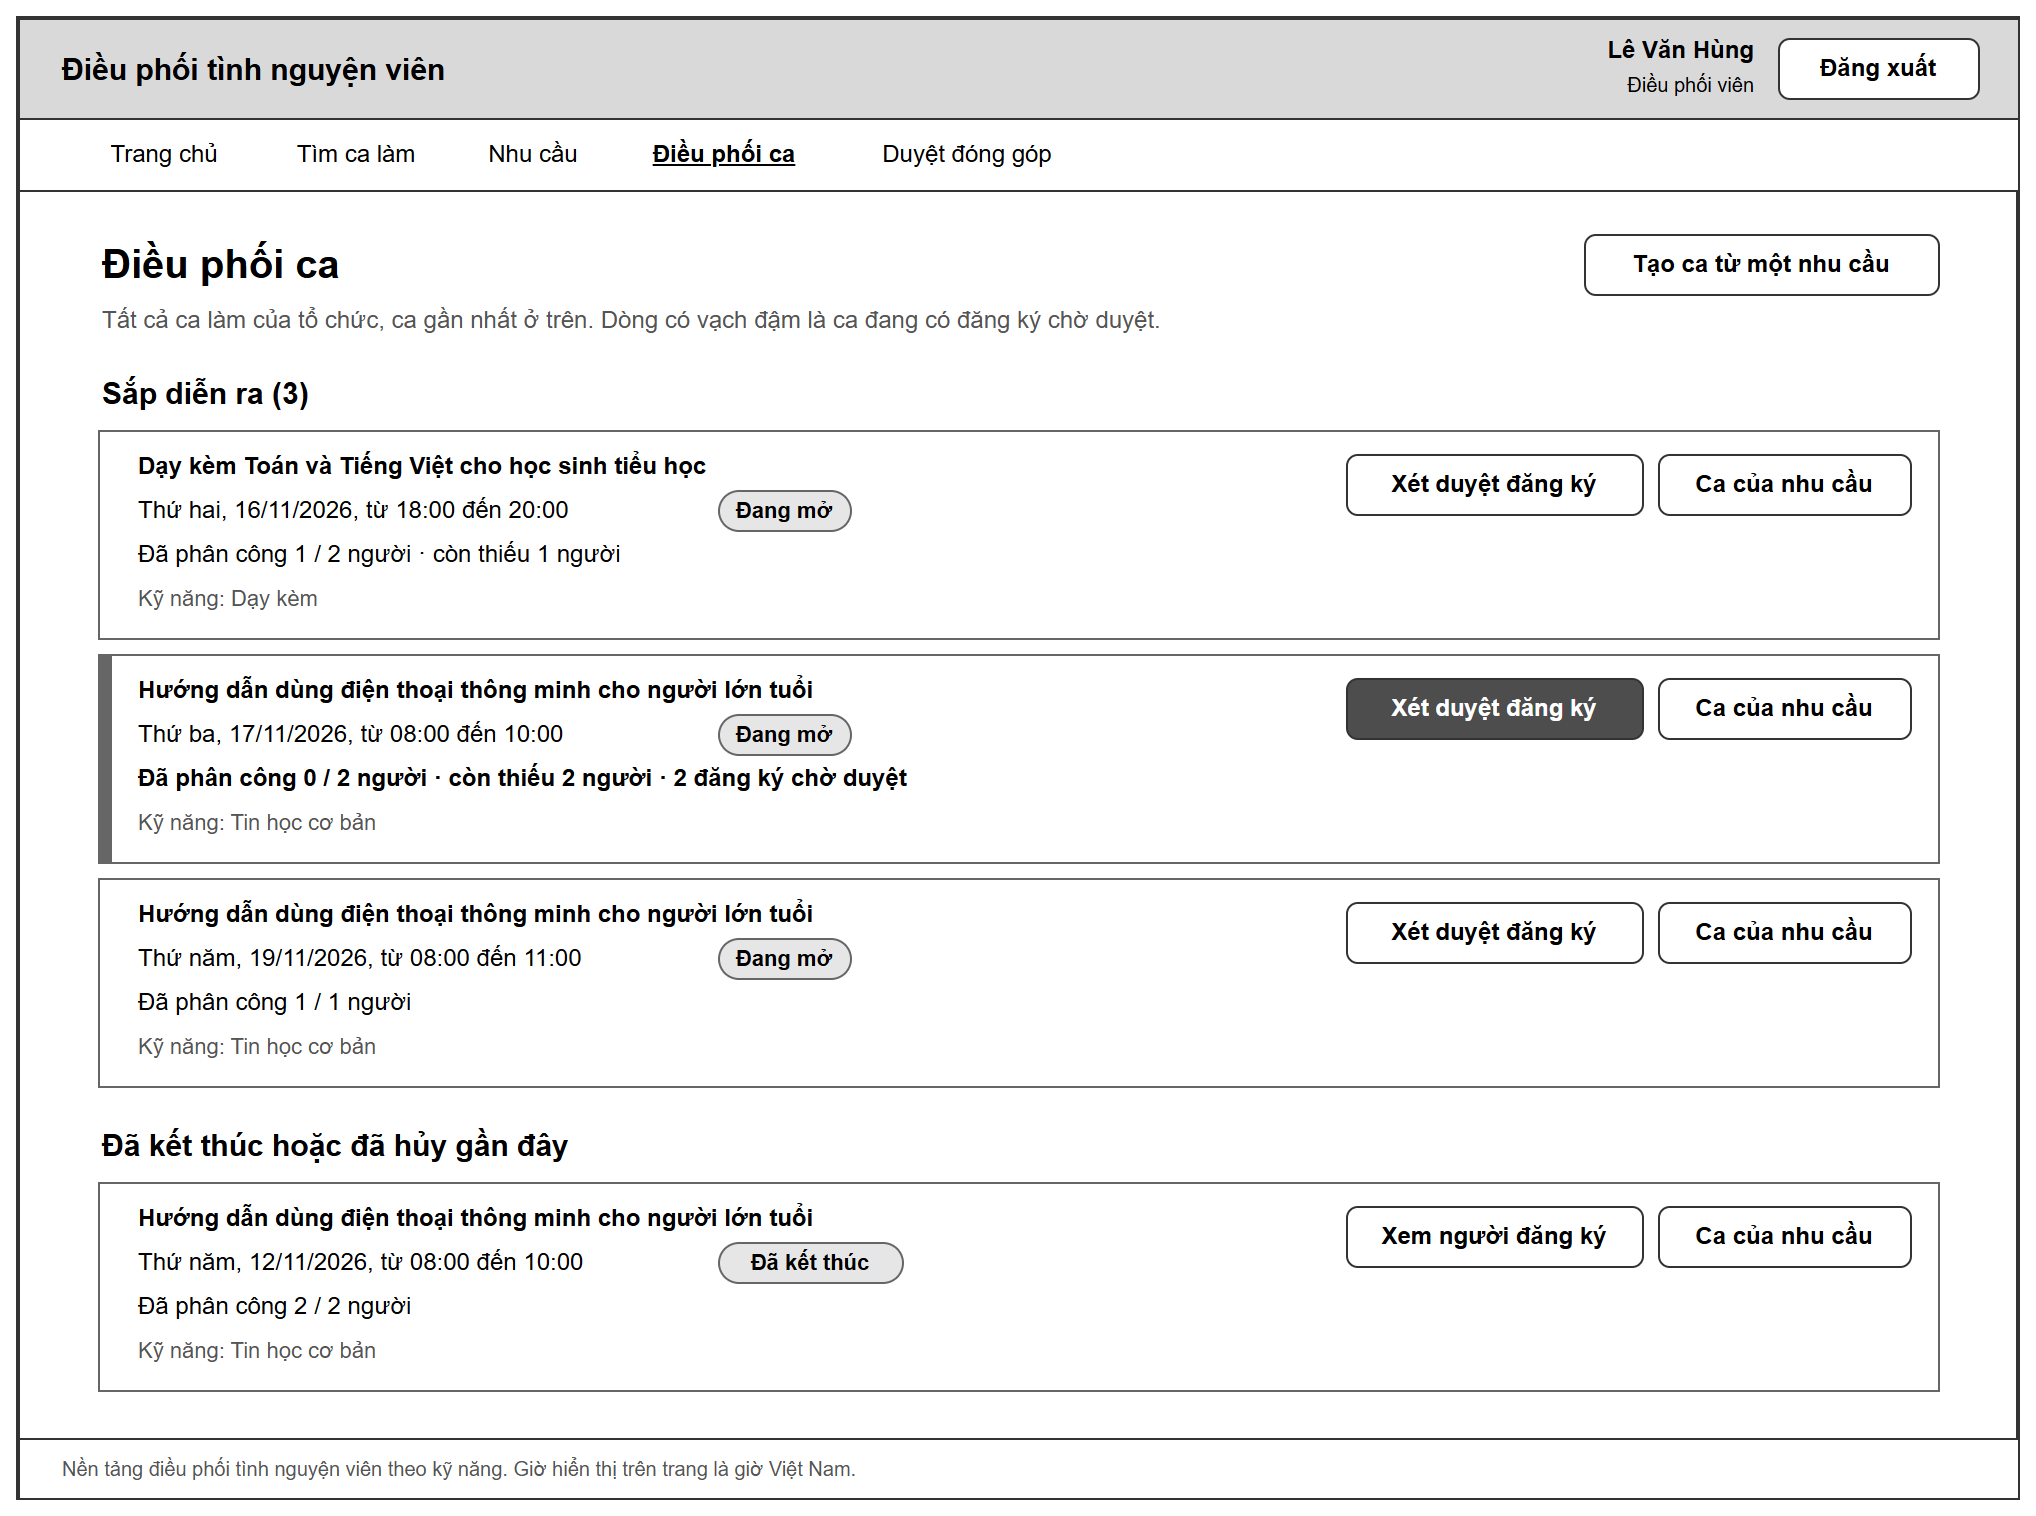 Điều phối tình nguyện viên
Lê Văn Hùng
Điều phối viên
Đăng xuất
Trang chủ
Tìm ca làm
Nhu cầu
Điều phối ca
Duyệt đóng góp
Điều phối ca
Tạo ca từ một nhu cầu
Tất cả ca làm của tổ chức, ca gần nhất ở trên. Dòng có vạch đậm là ca đang có đăng ký chờ duyệt.
Sắp diễn ra (3)
Dạy kèm Toán và Tiếng Việt cho học sinh tiểu học
Thứ hai, 16/11/2026, từ 18:00 đến 20:00
Đang mở
Đã phân công 1 / 2 người · còn thiếu 1 người
Kỹ năng: Dạy kèm
Xét duyệt đăng ký
Ca của nhu cầu
Hướng dẫn dùng điện thoại thông minh cho người lớn tuổi
Thứ ba, 17/11/2026, từ 08:00 đến 10:00
Đang mở
Đã phân công 0 / 2 người · còn thiếu 2 người · 2 đăng ký chờ duyệt
Kỹ năng: Tin học cơ bản
Xét duyệt đăng ký
Ca của nhu cầu
Hướng dẫn dùng điện thoại thông minh cho người lớn tuổi
Thứ năm, 19/11/2026, từ 08:00 đến 11:00
Đang mở
Đã phân công 1 / 1 người
Kỹ năng: Tin học cơ bản
Xét duyệt đăng ký
Ca của nhu cầu
Đã kết thúc hoặc đã hủy gần đây
Hướng dẫn dùng điện thoại thông minh cho người lớn tuổi
Thứ năm, 12/11/2026, từ 08:00 đến 10:00
Đã kết thúc
Đã phân công 2 / 2 người
Kỹ năng: Tin học cơ bản
Xem người đăng ký
Ca của nhu cầu
Nền tảng điều phối tình nguyện viên theo kỹ năng. Giờ hiển thị trên trang là giờ Việt Nam.